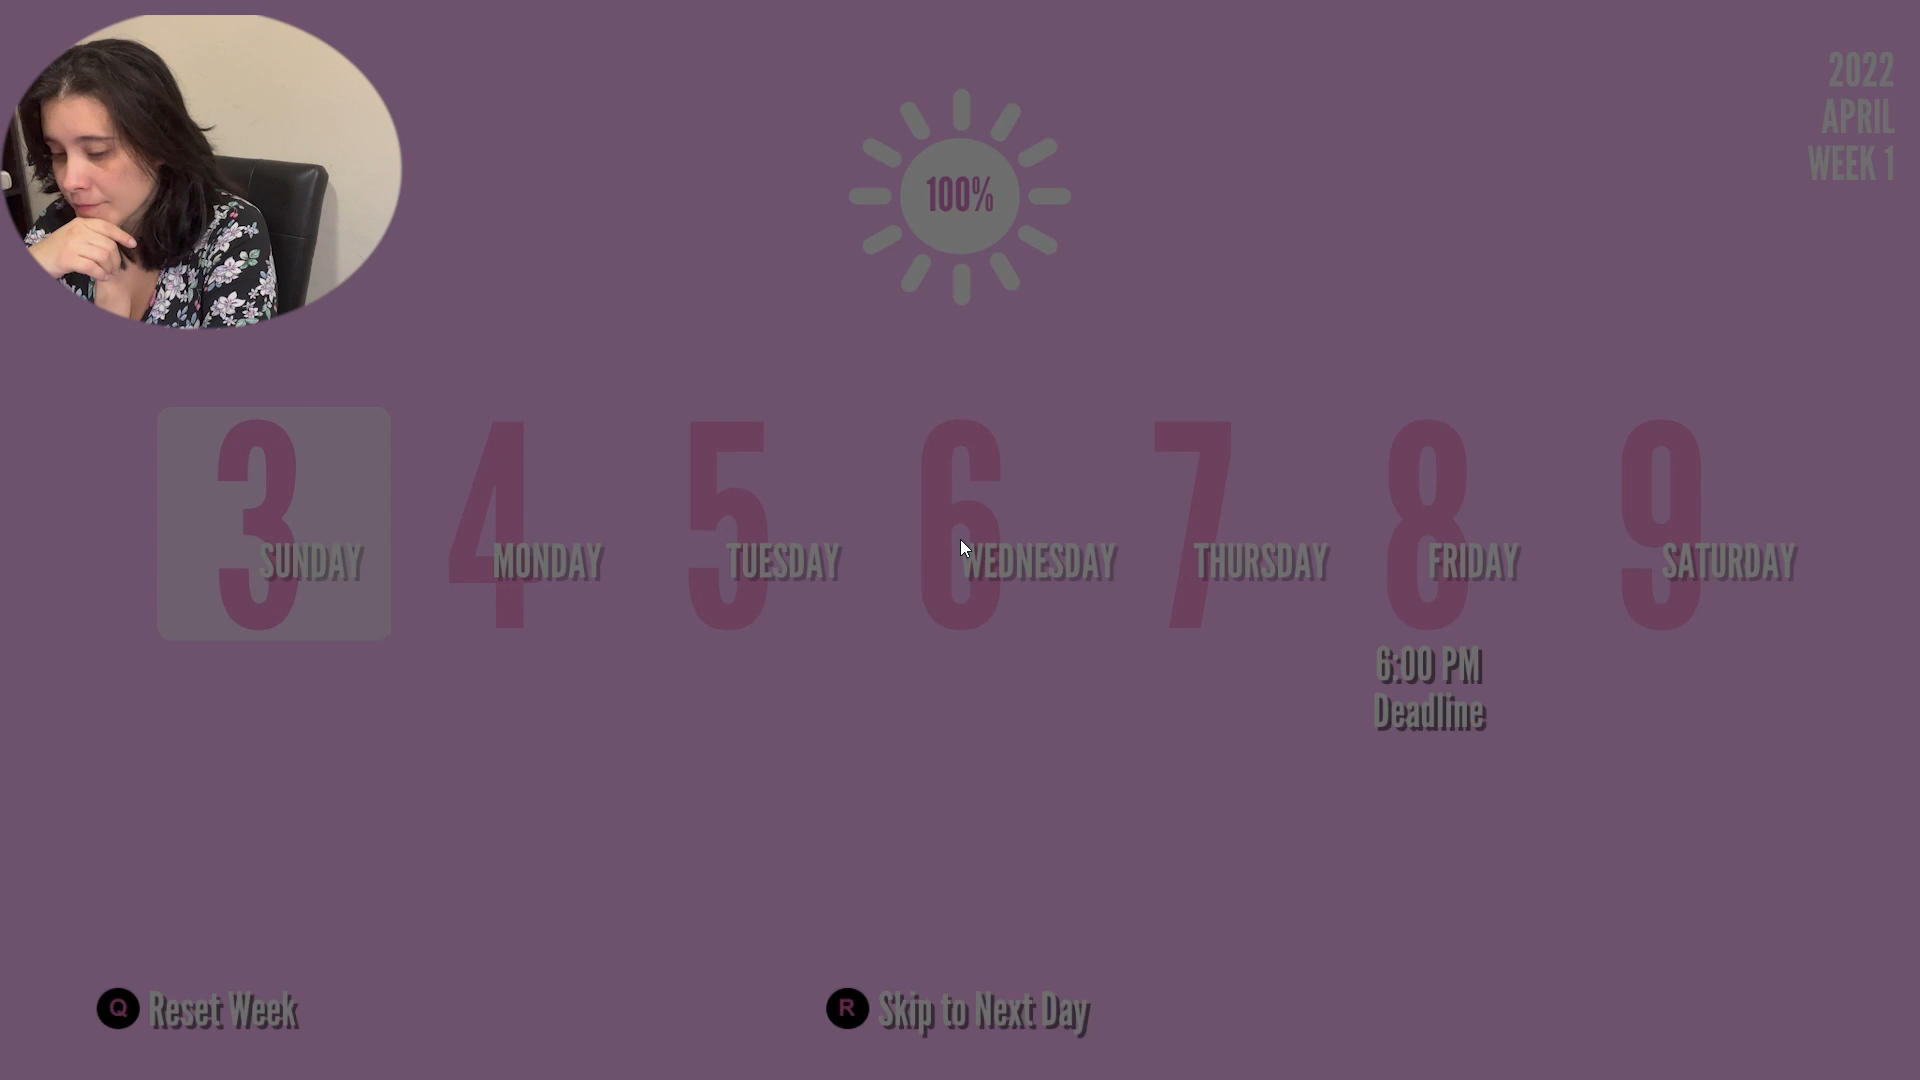 2022
APRIL
WEEK 1
100%
3 4 5 6 7 8 9
SUNDAY MONDAY TUESDAY WEDNESDAY THURSDAY FRIDAY SATURDAY
6:00 PM
Deadline
Q Reset Week
R Skip to Next Day